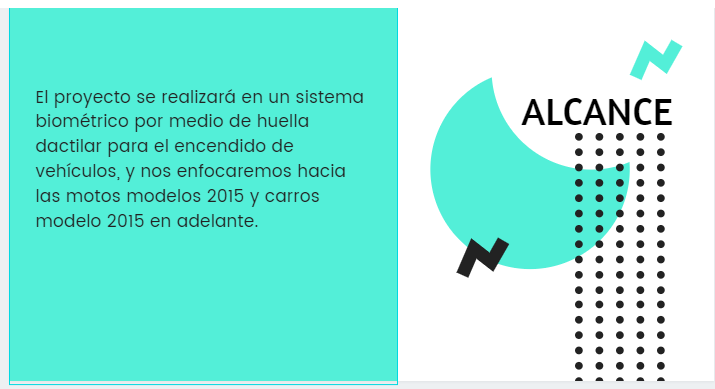 El proyecto se realizará en un sistema
biométrico por medio de huella
dactilar para el encendido de
vehículos, y nos enfocaremos hacia
las motos modelos 2015 y carros
modelo 2015 en adelante.
ALCANCE